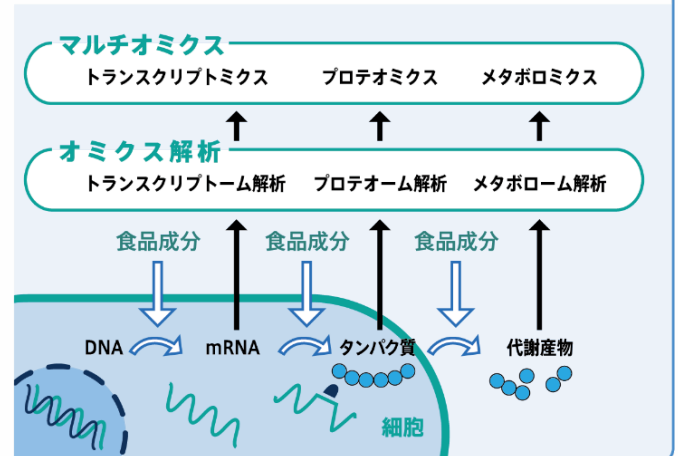 マルチオミクス
トランスクリプトミクス プロテオミクス メタボロミクス
オミクス解析
トランスクリプトーム解析 プロテオーム解析 メタボローム解析
食品成分 食品成分 食品成分
DNA mRNA タンパク質 代謝産物
細胞